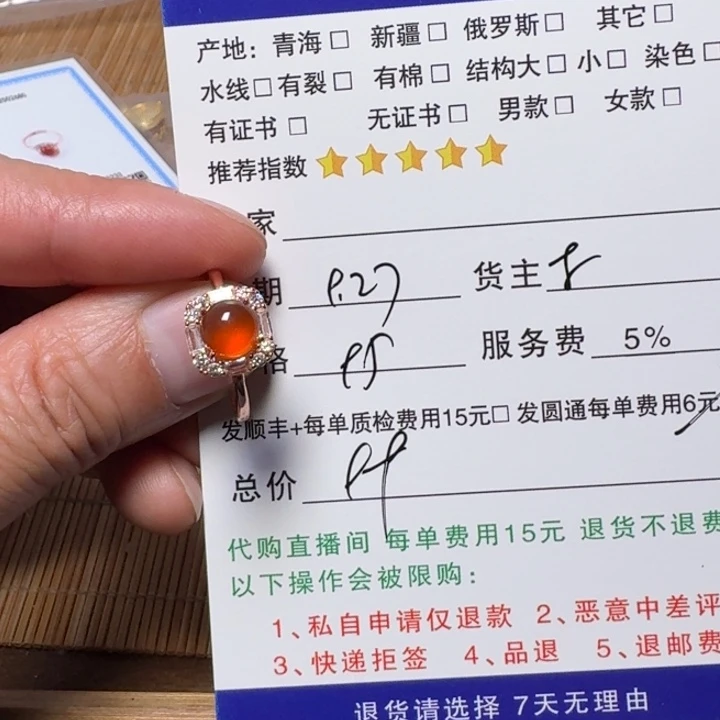 产地：青海□ 新疆□ 俄罗斯□ 其它□
水线□有裂□ 有棉□ 结构大□ 小□ 染色□
有证书 □ 无证书□ 男款□ 女款□
推荐指数
家
期 货主
格 服务费 5%
发顺丰+每单质检费用15元□ 发圆通每单费用6元
总价
代购直播间 每单费用15元 退货不退费
以下操作会被限购：
1、私自申请仅退款 2、恶意中差评
3、快递拒签 4、品退 5、退邮费
退货请选择 7天无理由